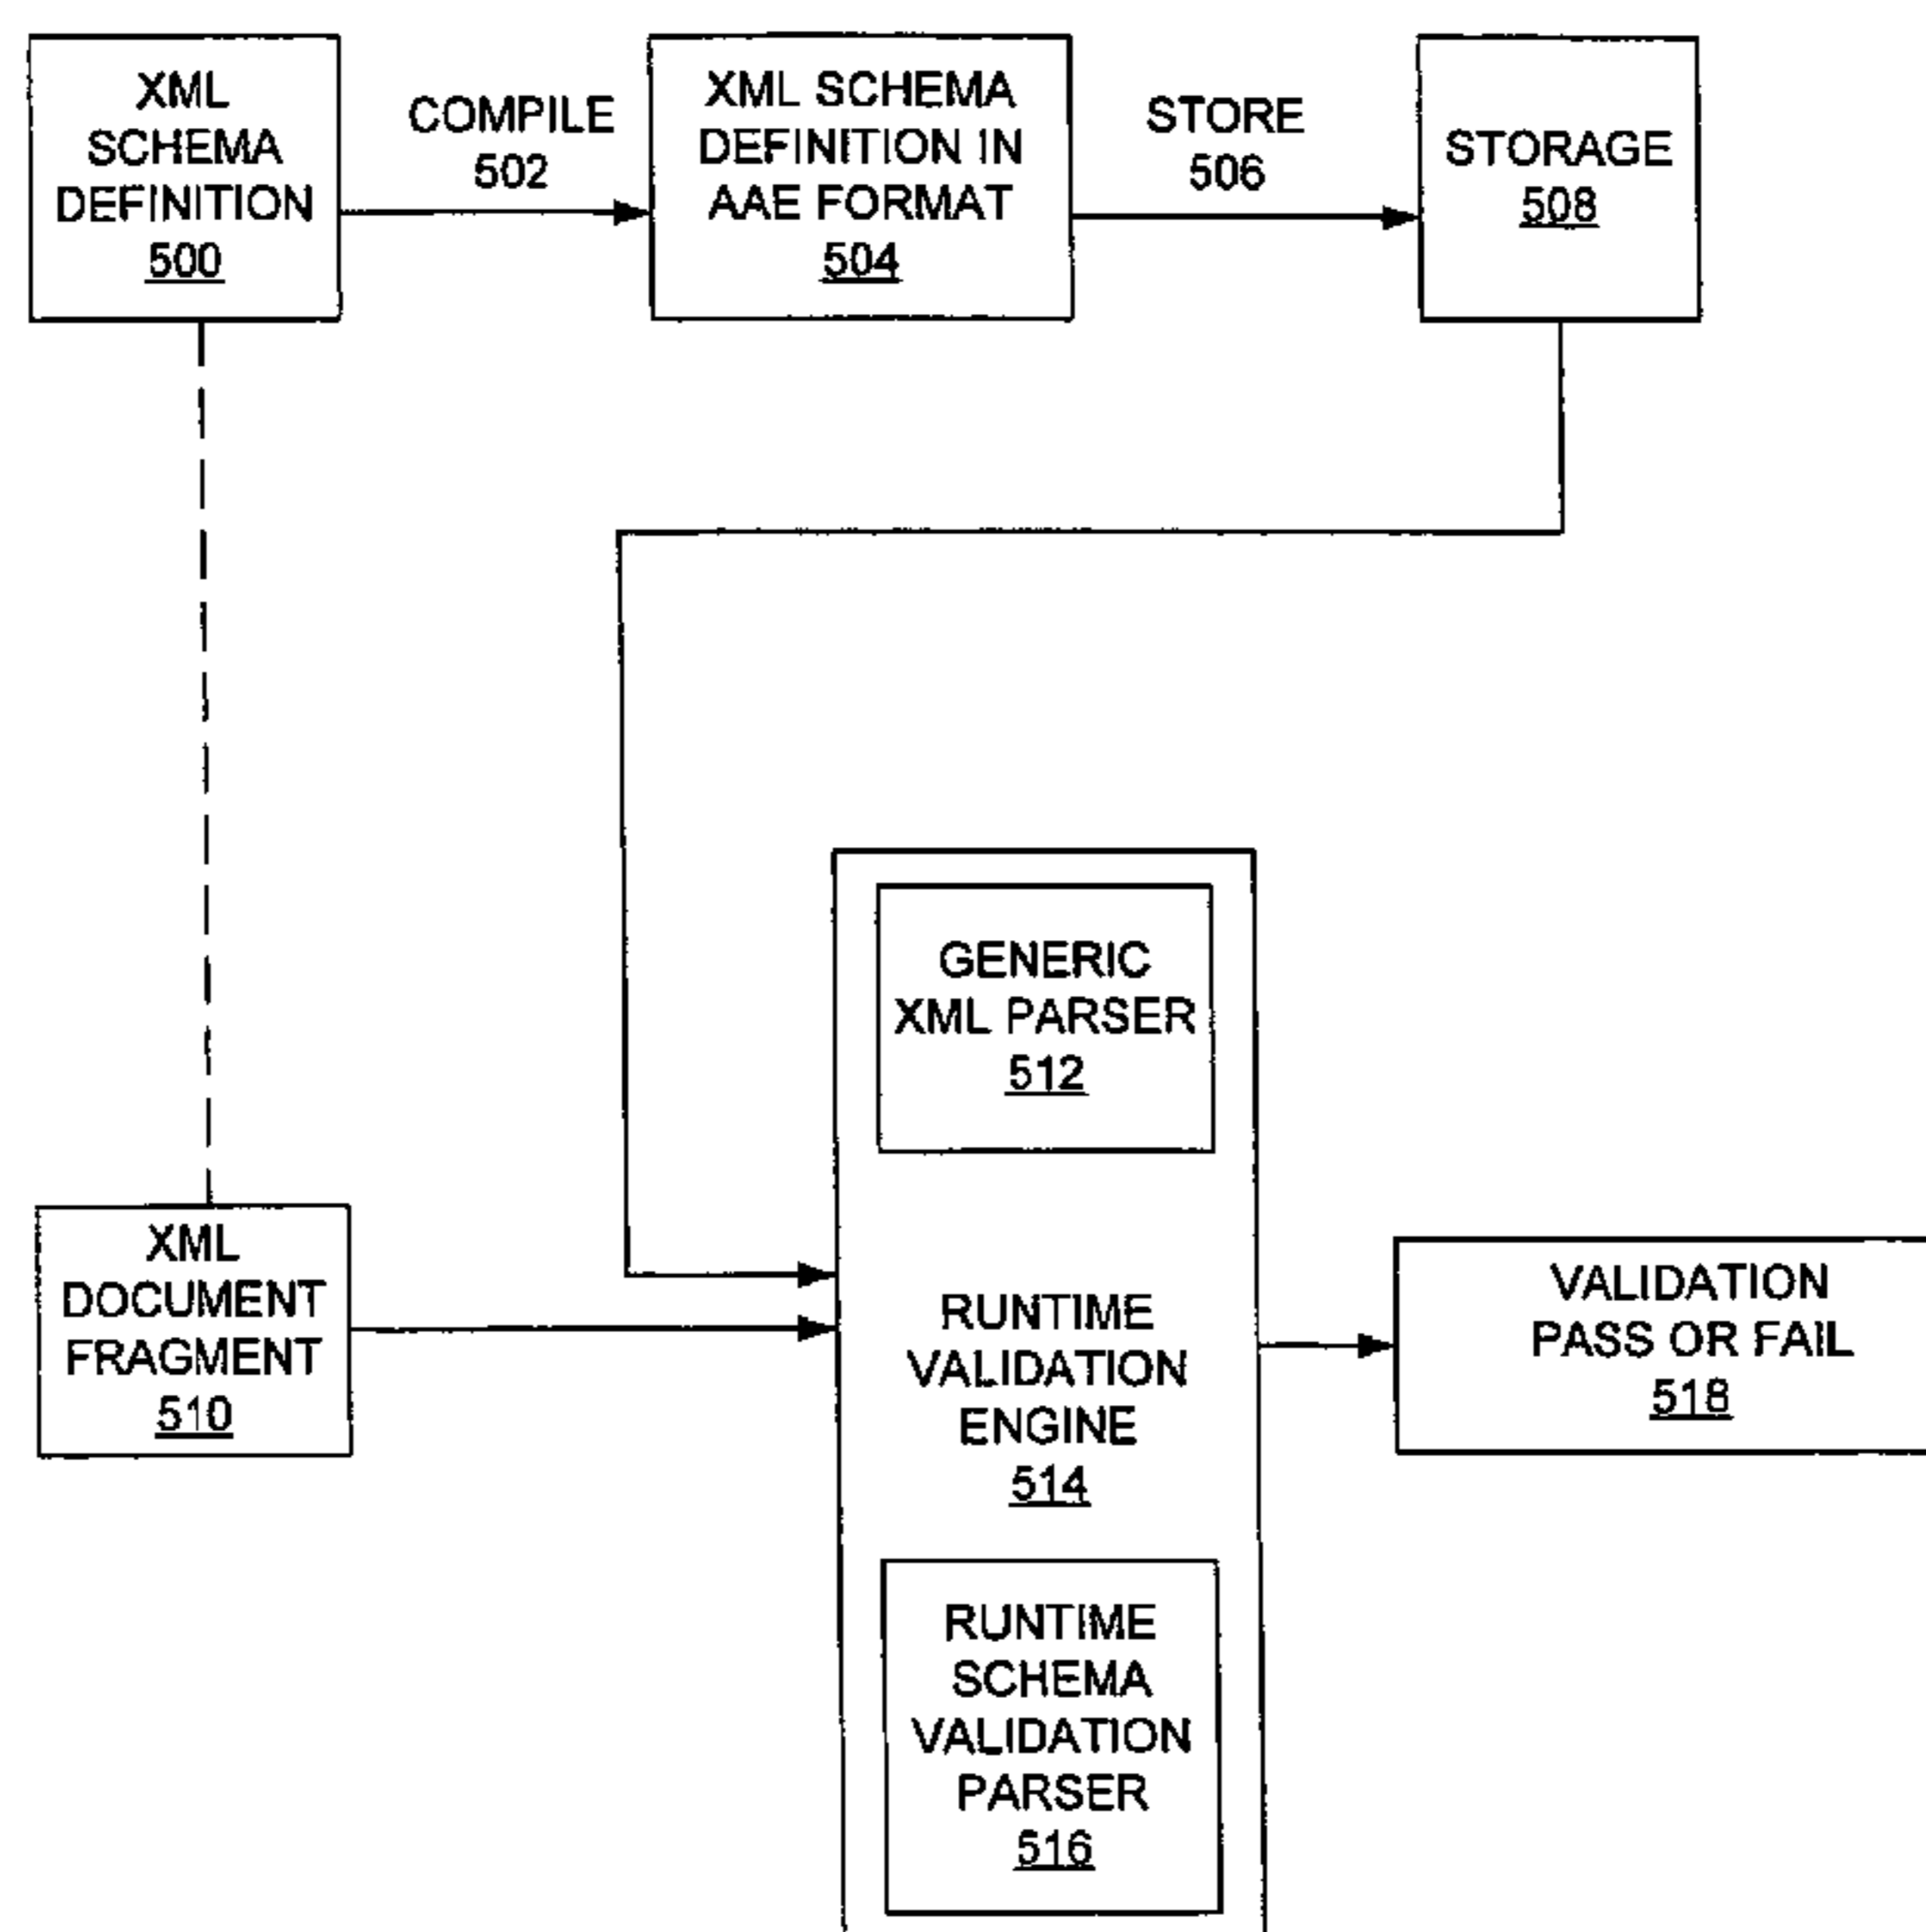 XML
SCHEMA
DEFINITION
500
COMPILE
502
XML SCHEMA
DEFINITION IN
AAE FORMAT
504
STORE
506
STORAGE
508
GENERIC
XML PARSER
512
XML
DOCUMENT
FRAGMENT
510
RUNTIME
VALIDATION
ENGINE
514
VALIDATION
PASS OR FAIL
518
RUNTIME
SCHEMA
VALIDATION
PARSER
516